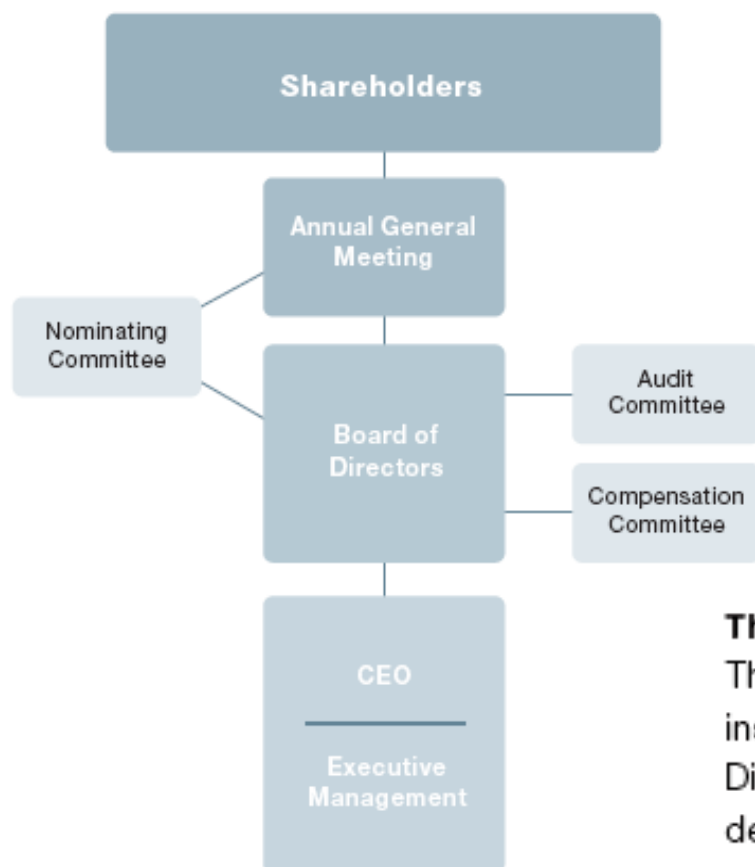 Shareholders
Annual General
Meeting
Nominating
Committee
Board of
Directors
Audit
Committee
Compensation
Committee
CEO
Executive
Management